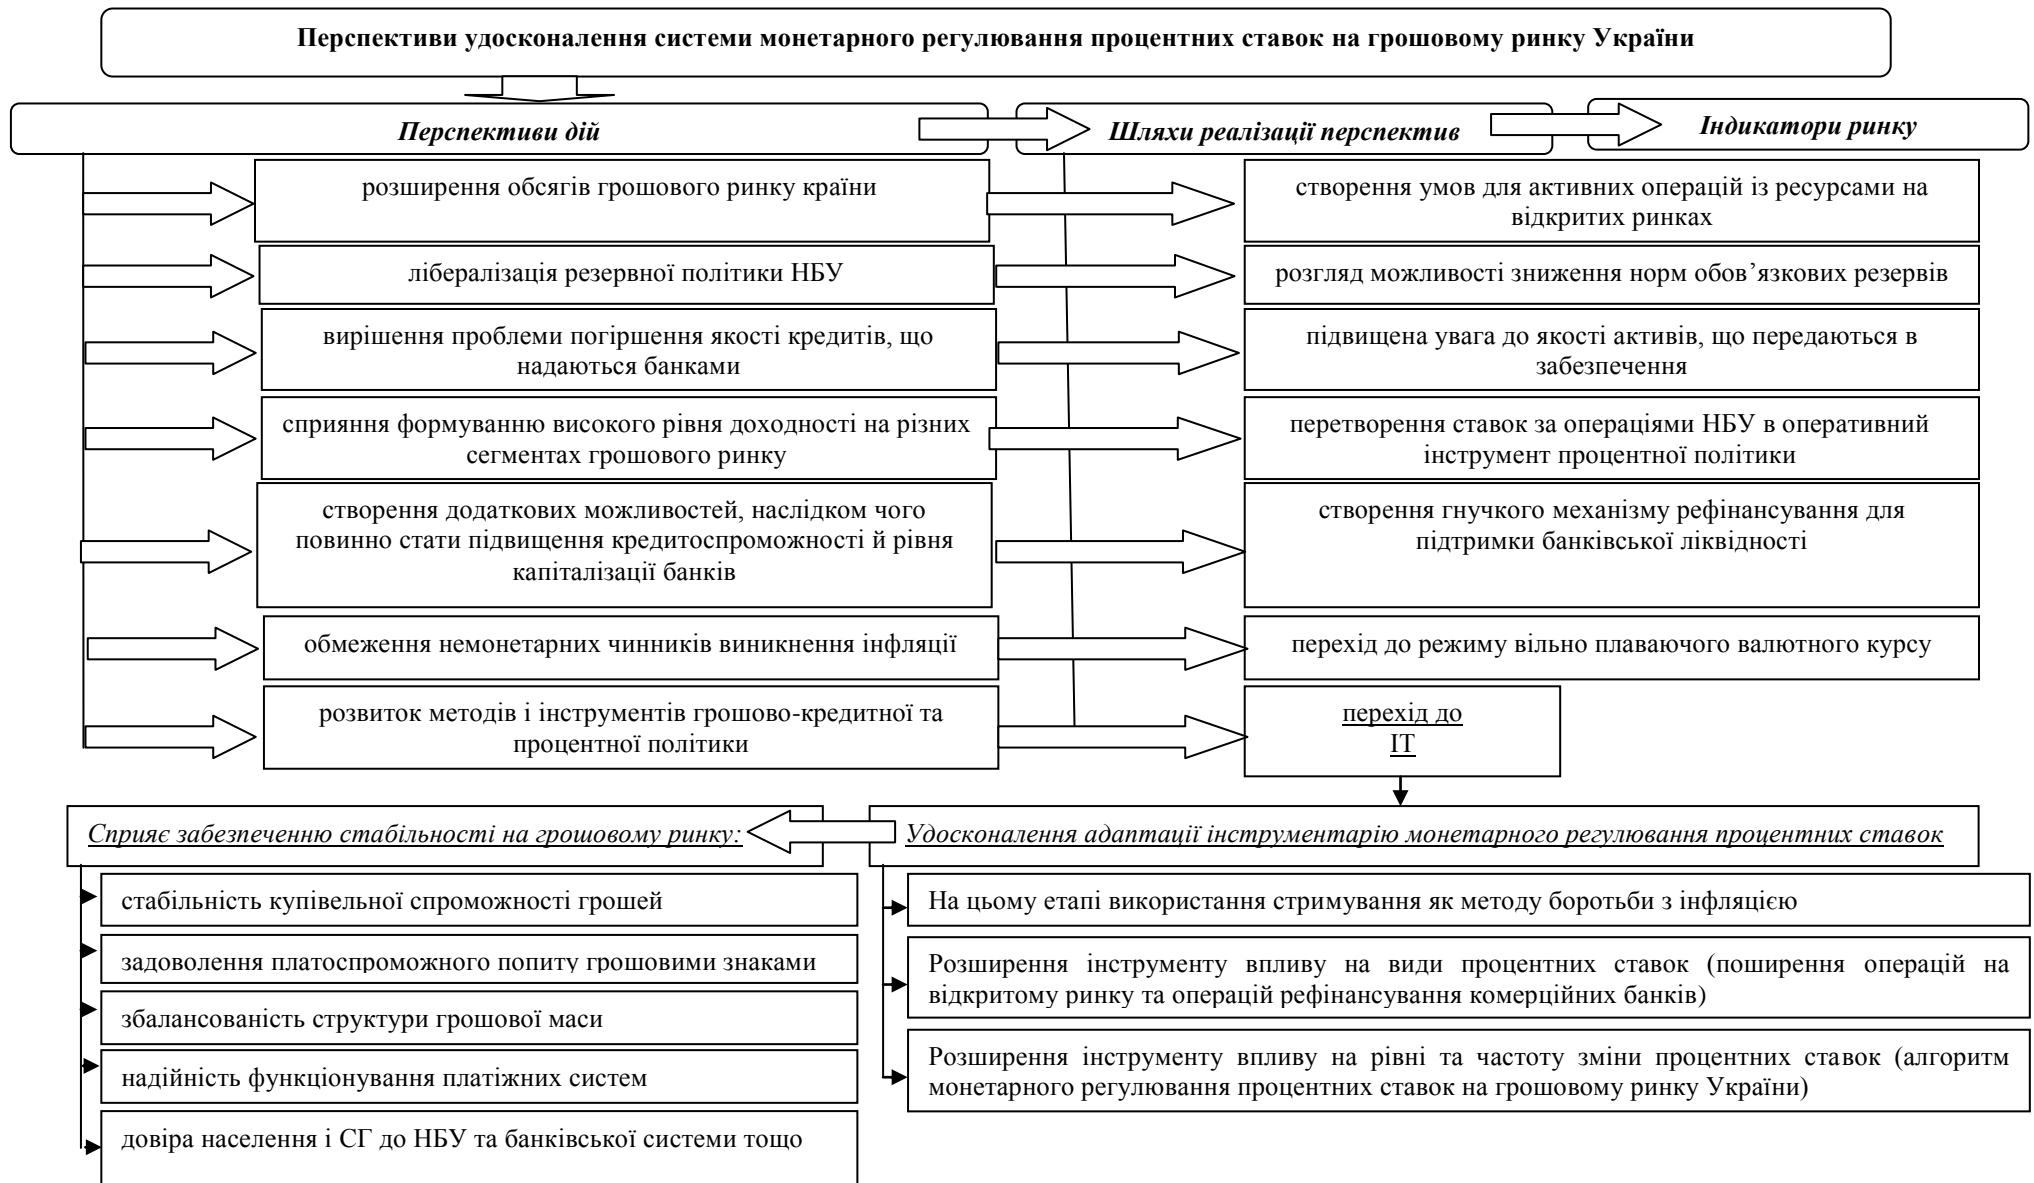 Перспективи удосконалення системи монетарного регулювання процентних ставок на грошовому ринку України
Перспективи дій
Шляхи реалізації перспектив
Індикатори ринку
розширення обсягів грошового ринку країни
створення умов для активних операцій із ресурсами на
відкритих ринках
лібералізація резервної політики НБУ
розгляд можливості зниження норм обов’язкових резервів
вирішення проблеми погіршення якості кредитів, що
надаються банками
підвищена увага до якості активів, що передаються в
забезпечення
сприяння формуванню високого рівня доходності на різних
сегментах грошового ринку
перетворення ставок за операціями НБУ в оперативний
інструмент процентної політики
створення додаткових можливостей, наслідком чого
повинно стати підвищення кредитоспроможності й рівня
капіталізації банків
створення гнучкого механізму рефінансування для
підтримки банківської ліквідності
обмеження немонетарних чинників виникнення інфляції
перехід до режиму вільно плаваючого валютного курсу
розвиток методів і інструментів грошово-кредитної та
процентної політики
перехід до
ІТ
Сприяє забезпеченню стабільності на грошовому ринку:
стабільність купівельної спроможності грошей
задоволення платоспроможного попиту грошовими знаками
збалансованість структури грошової маси
надійність функціонування платіжних систем
довіра населення і СГ до НБУ та банківської системи тощо
Удосконалення адаптації інструментарію монетарного регулювання процентних ставок
На цьому етапі використання стримування як методу боротьби з інфляцією
Розширення інструменту впливу на види процентних ставок (поширення операцій на
відкритому ринку та операцій рефінансування комерційних банків)
Розширення інструменту впливу на рівні та частоту зміни процентних ставок (алгоритм
монетарного регулювання процентних ставок на грошовому ринку України)